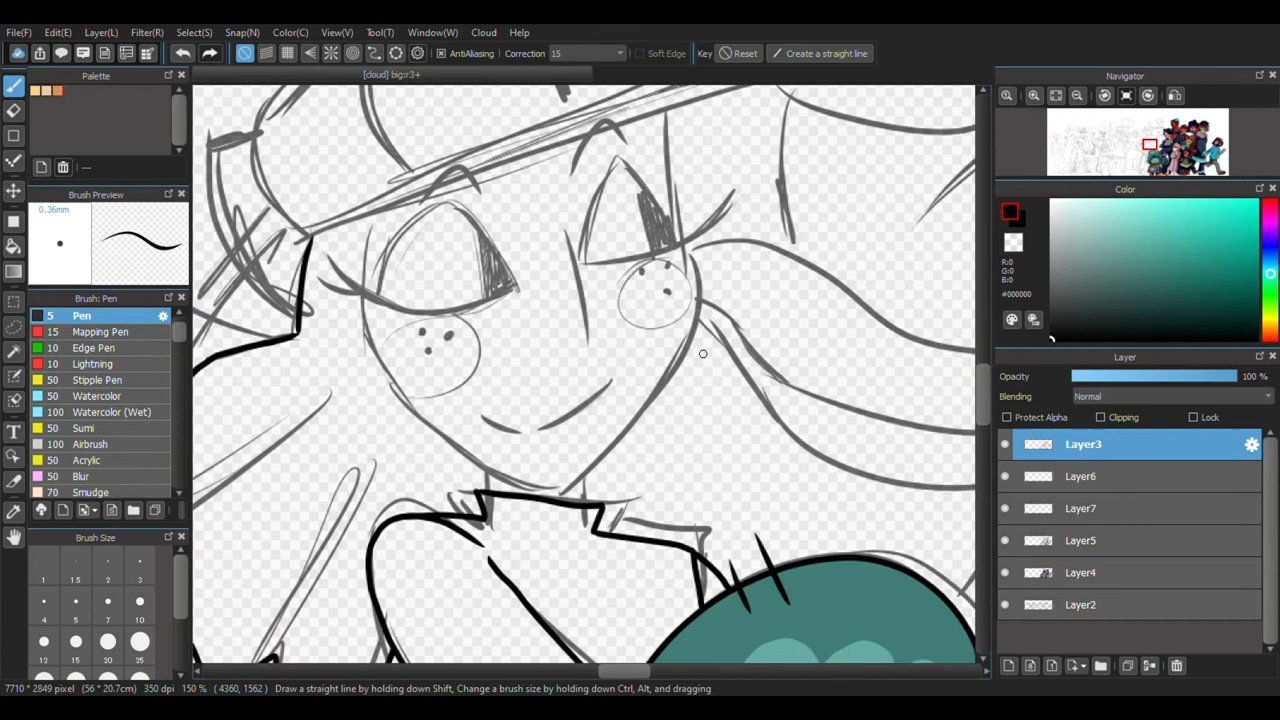 File(F) Edit(E) Layer(L) Filter(R) Select(S) Snap(N) Color(C) View(V) Tool(T) Window(W) Cloud Help
AntiAliasing Correction 15 Soft Edge Key Reset Create a straight line
Palette
[cloud] big:r3+
Navigator
---
Brush Preview
0.36mm
Color
R:0
G:0
B:0
#000000
Brush: Pen
5 Pen
15 Mapping Pen
10 Edge Pen
10 Lightning
50 Stipple Pen
50 Watercolor
100 Watercolor (Wet)
50 Sumi
100 Airbrush
50 Acrylic
50 Blur
70 Smudge
Brush Size
1 1.5 2 3
4 5 7 10
12 15 20 25
Layer
Opacity 100 %
Blending Normal
Protect Alpha Clipping Lock
Layer3
Layer6
Layer7
Layer5
Layer4
Layer2
7710 * 2849 pixel (56 * 20.7cm) 350 dpi 150 % (4360, 1562) Draw a straight line by holding down Shift, Change a brush size by holding down Ctrl, Alt, and dragging